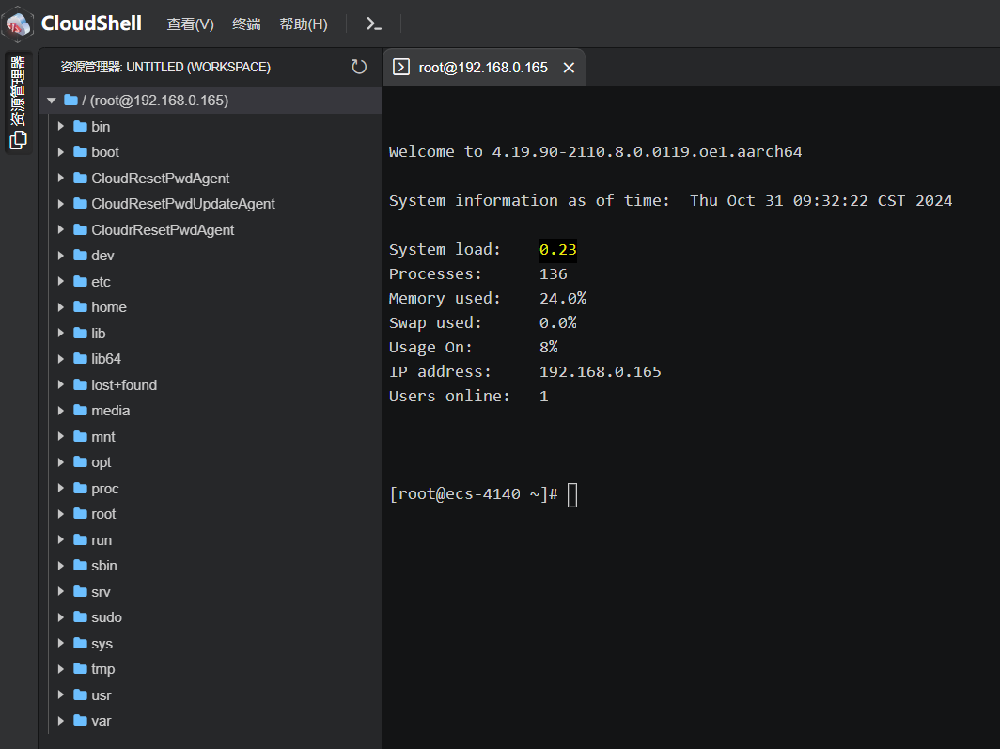 CloudShell 查看(V) 终端 帮助(H)
资源管理器
资源管理器: UNTITLED (WORKSPACE)
/ (root@192.168.0.165)
bin
boot
CloudResetPwdAgent
CloudResetPwdUpdateAgent
CloudrResetPwdAgent
dev
etc
home
lib
lib64
lost+found
media
mnt
opt
proc
root
run
sbin
srv
sudo
sys
tmp
usr
var
root@192.168.0.165
Welcome to 4.19.90-2110.8.0.0119.oe1.aarch64
System information as of time: Thu Oct 31 09:32:22 CST 2024
System load: 0.23
Processes: 136
Memory used: 24.0%
Swap used: 0.0%
Usage On: 8%
IP address: 192.168.0.165
Users online: 1
[root@ecs-4140 ~]#